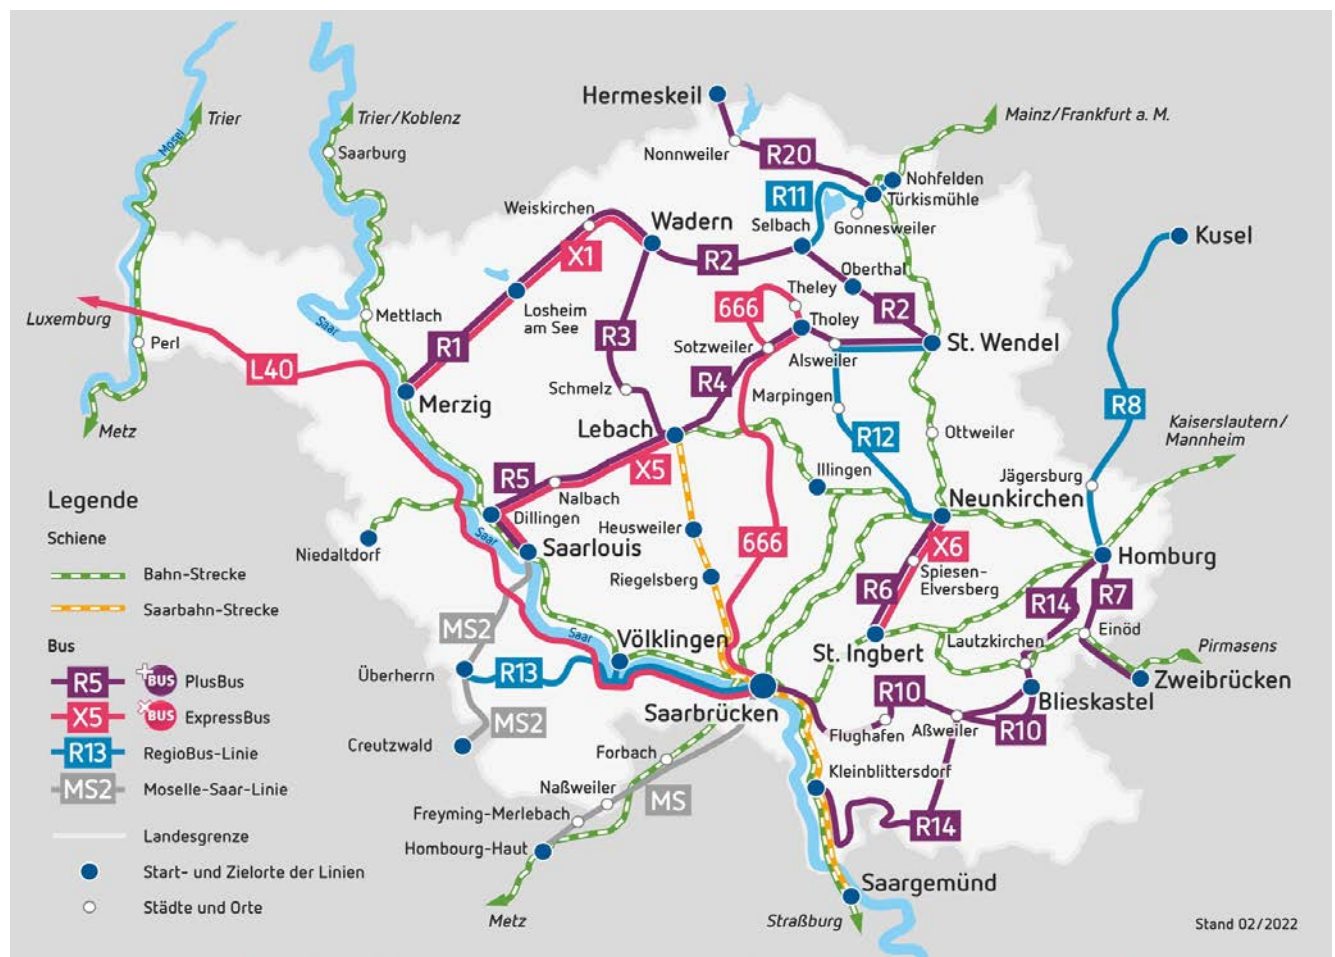 Hermeskeil
Mainz/Frankfurt a. M.
Trier
Trier/Koblenz
Mosel
Saarburg
Nonnweiler
R20
Nohfelden
Türkismühle
R11
Weiskirchen
Wadern
Selbach
Gonnesweiler
Kusel
X1
R2
Oberthal
Theley
Losheim
am See
666
R2
Luxemburg
Mettlach
Saar
Tholey
Perl
R1
R3
Sotzweiler
Alsweiler
St. Wendel
L40
Schmelz
R4
Marpingen
Merzig
R8
Metz
Lebach
R12
Ottweiler
Kaiserslautern/
Mannheim
X5
Illingen
Jägersburg
R5
Nalbach
Neunkirchen
Dillingen
Heusweiler
Saar
Niedaltdorf
Saarlouis
666
X6
Homburg
Riegelsberg
Spiesen-
Elversberg
R6
R14
R7
MS2
Saar
Völklingen
St. Ingbert
Lautzkirchen
Einöd
Pirmasens
Überherrn
R13
Zweibrücken
Saarbrücken
R10
Blieskastel
MS2
Flughafen
Aßweiler
R10
Creutzwald
Forbach
Kleinblittersdorf
Naßweiler
MS
Freyming-Merlebach
R14
Hombourg-Haut
Saargemünd
Metz
Straßburg
Legende
Schiene
Bahn-Strecke
Saarbahn-Strecke
Bus
R5 +BUS PlusBus
X5 ×BUS ExpressBus
R13 RegioBus-Linie
MS2 Moselle-Saar-Linie
Landesgrenze
Start- und Zielorte der Linien
Städte und Orte
Stand 02/2022